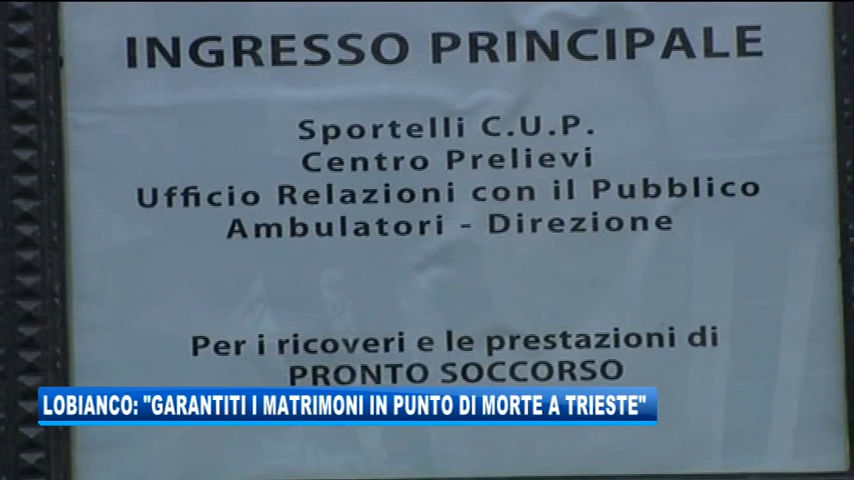 INGRESSO PRINCIPALE
Sportelli C.U.P.
Centro Prelievi
Ufficio Relazioni con il Pubblico
Ambulatori - Direzione
Per i ricoveri e le prestazioni di
PRONTO SOCCORSO
LOBIANCO: "GARANTITI I MATRIMONI IN PUNTO DI MORTE A TRIESTE"